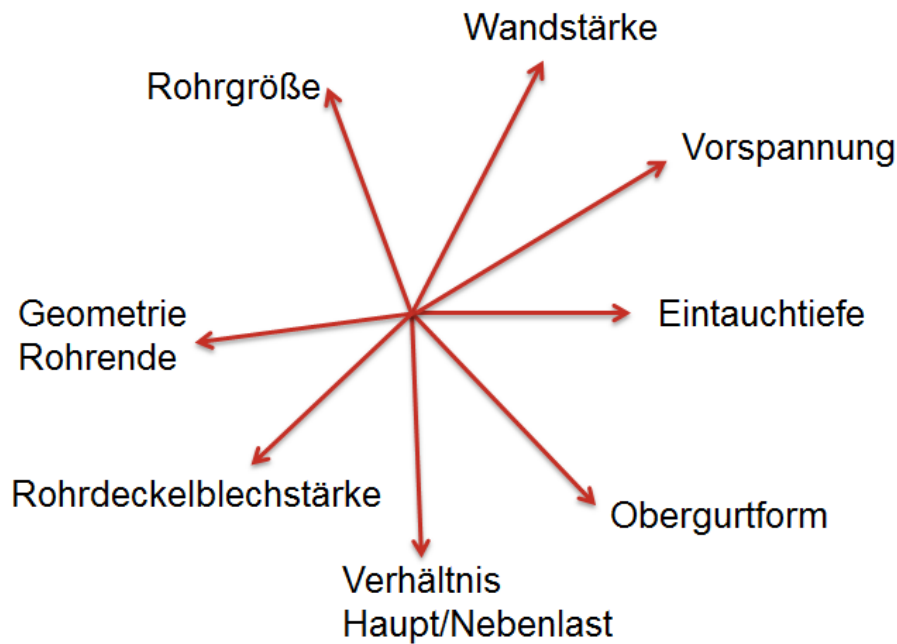 Wandstärke
Rohrgröße
Vorspannung
Geometrie
Rohrende
Eintauchtiefe
Rohrdeckelblechstärke
Obergurtform
Verhältnis
Haupt/Nebenlast